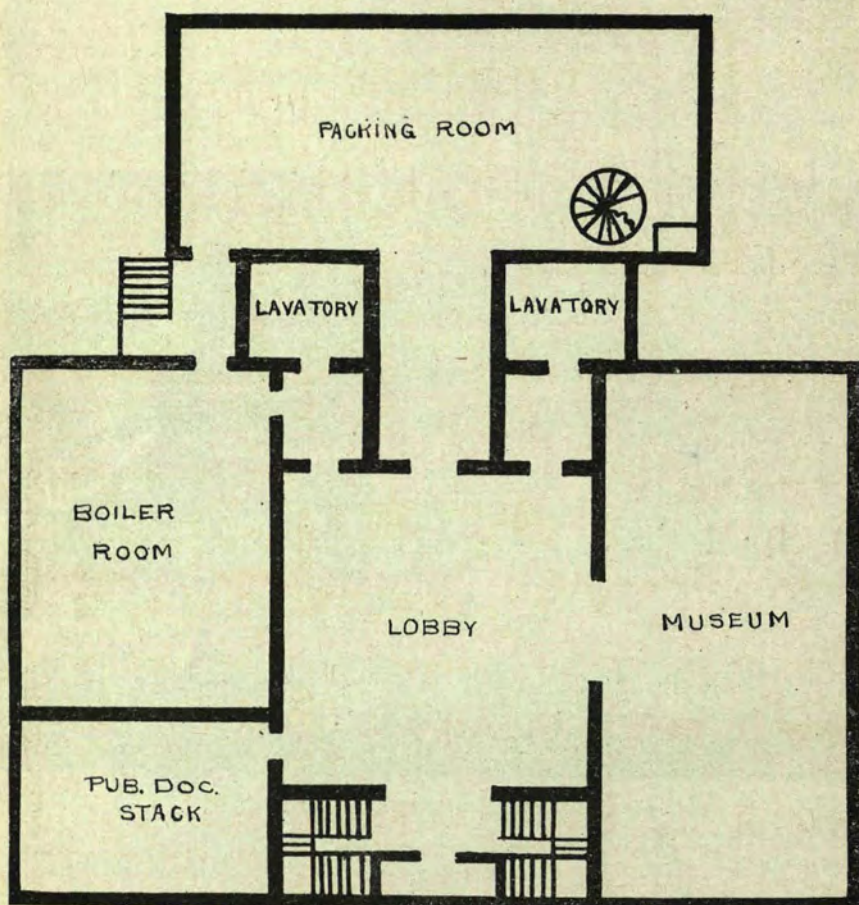 PACKING ROOM
LAVATORY
LAVATORY
BOILER
ROOM
LOBBY
MUSEUM
PUB. DOC.
STACK